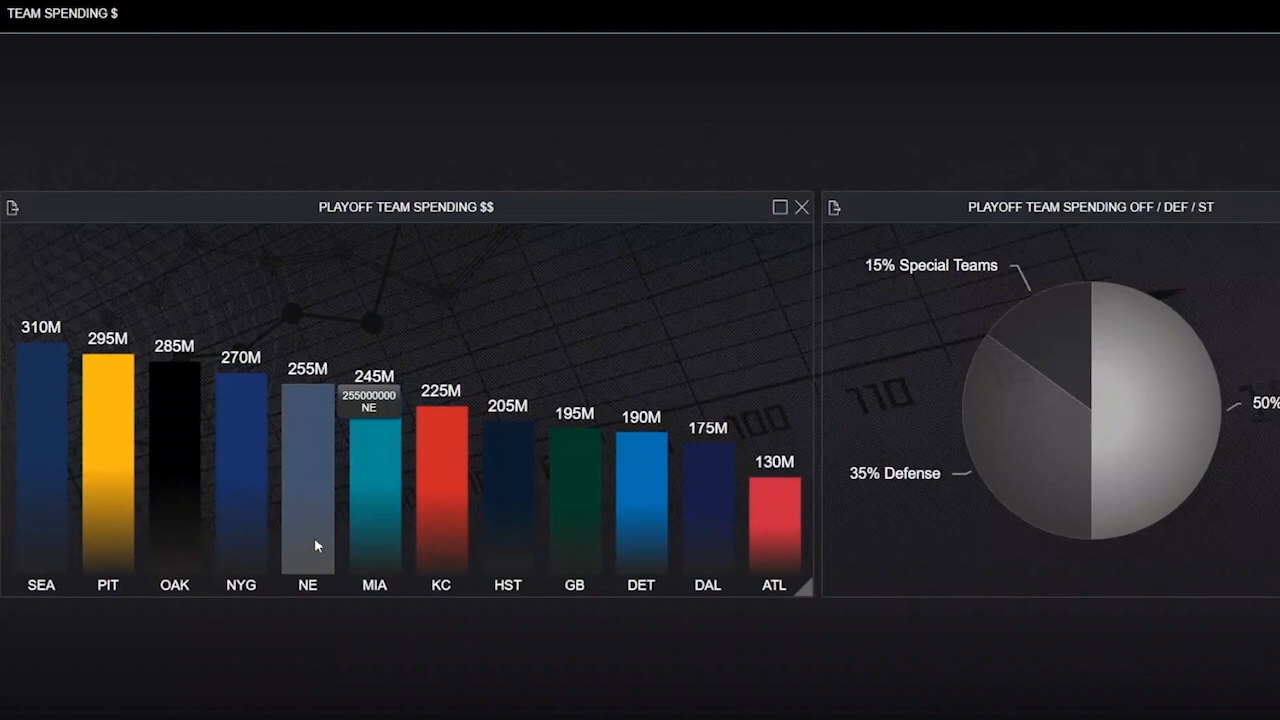 TEAM SPENDING $
PLAYOFF TEAM SPENDING $$
310M
295M
285M
270M
255M
245M
225M
205M
195M
190M
175M
130M
255000000
NE
SEA
PIT
OAK
NYG
NE
MIA
KC
HST
GB
DET
DAL
ATL
PLAYOFF TEAM SPENDING OFF / DEF / ST
15% Special Teams
50%
35% Defense
110
100